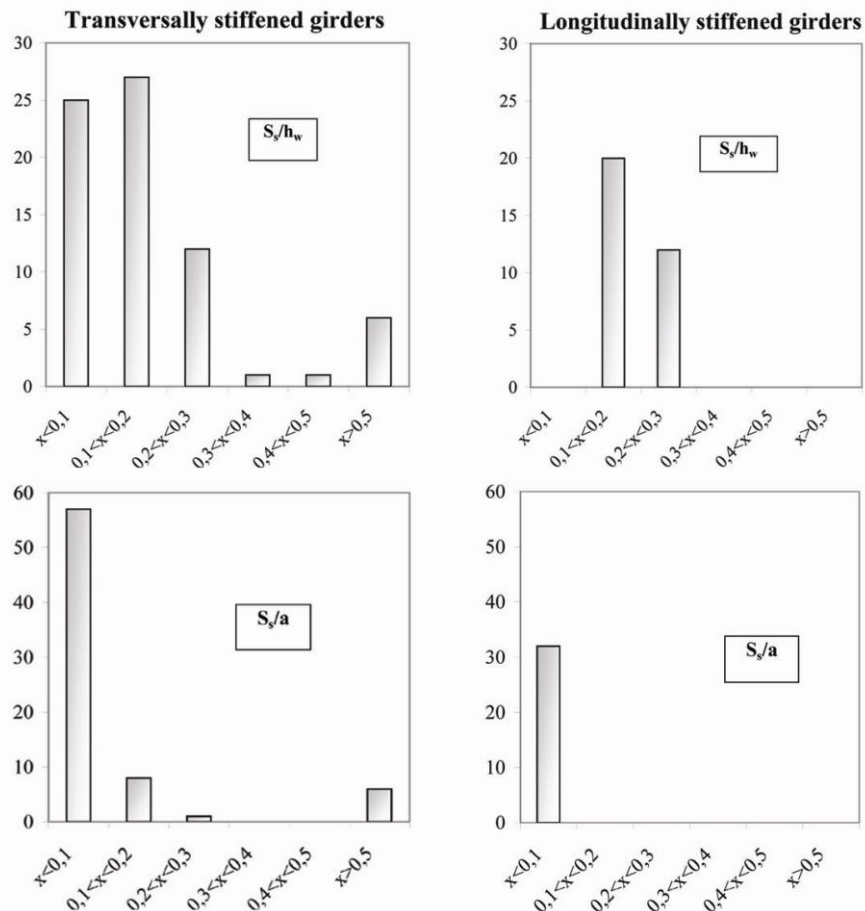 Transversally stiffened girders
30
25
20
15
10
5
0
Sₛ/h_w
x<0,1
0,1<x<0,2
0,2<x<0,3
0,3<x<0,4
0,4<x<0,5
x>0,5
Longitudinally stiffened girders
30
25
20
15
10
5
0
Sₛ/h_w
x<0,1
0,1<x<0,2
0,2<x<0,3
0,3<x<0,4
0,4<x<0,5
x>0,5
60
50
40
30
20
10
0
Sₛ/a
x<0,1
0,1<x<0,2
0,2<x<0,3
0,3<x<0,4
0,4<x<0,5
x>0,5
60
50
40
30
20
10
0
Sₛ/a
x<0,1
0,1<x<0,2
0,2<x<0,3
0,3<x<0,4
0,4<x<0,5
x>0,5